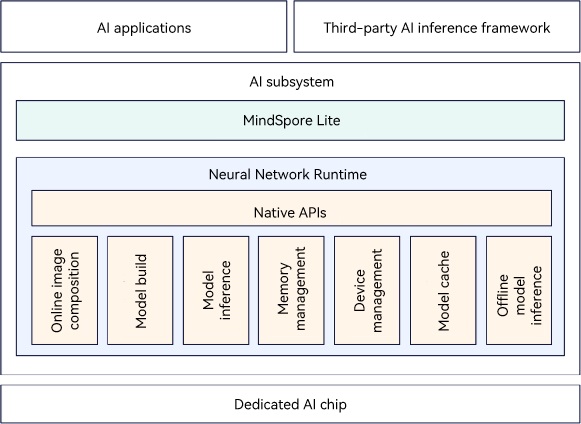 AI applications
Third-party AI inference framework
AI subsystem
MindSpore Lite
Neural Network Runtime
Native APIs
Online image
composition
Model build
Model
inference
Memory
management
Device
management
Model cache
Offline
model
inference
Dedicated AI chip